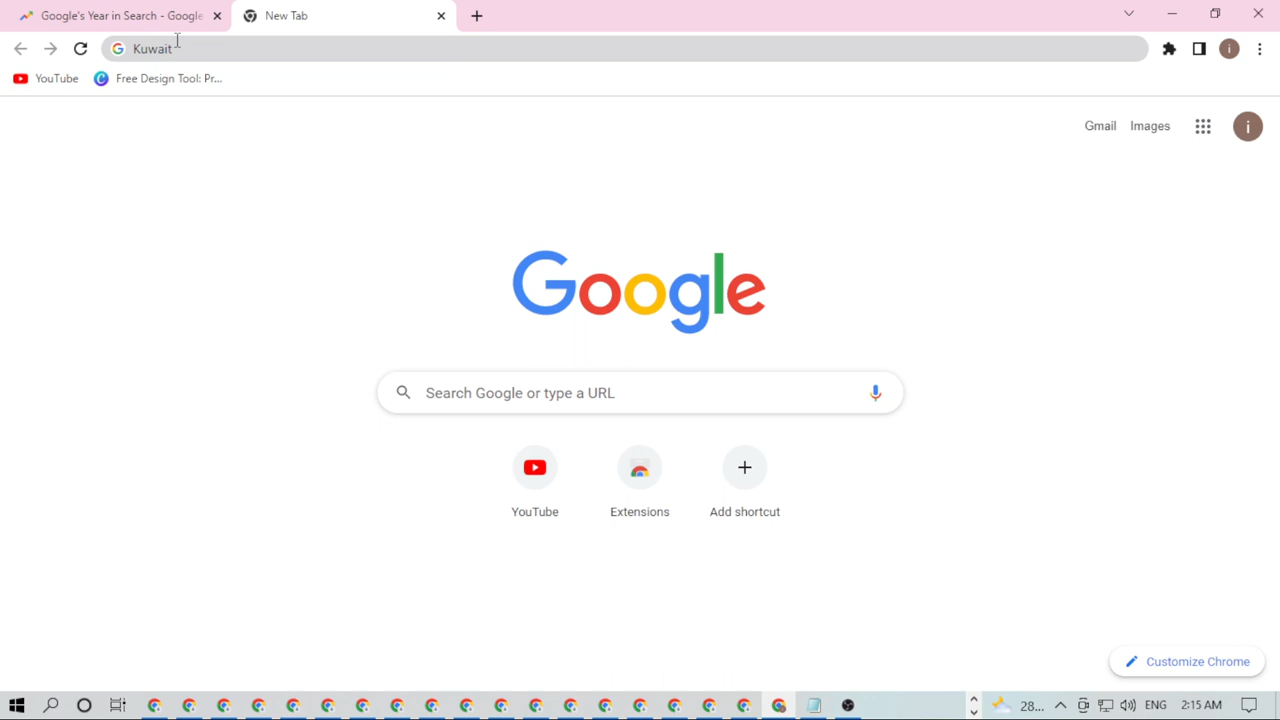 Google's Year in Search - Google
New Tab
Kuwait
YouTube
Free Design Tool: Pr...
Gmail
Images
i
i
Google
Search Google or type a URL
YouTube
Extensions
Add shortcut
Customize Chrome
28...
ENG
2:15 AM